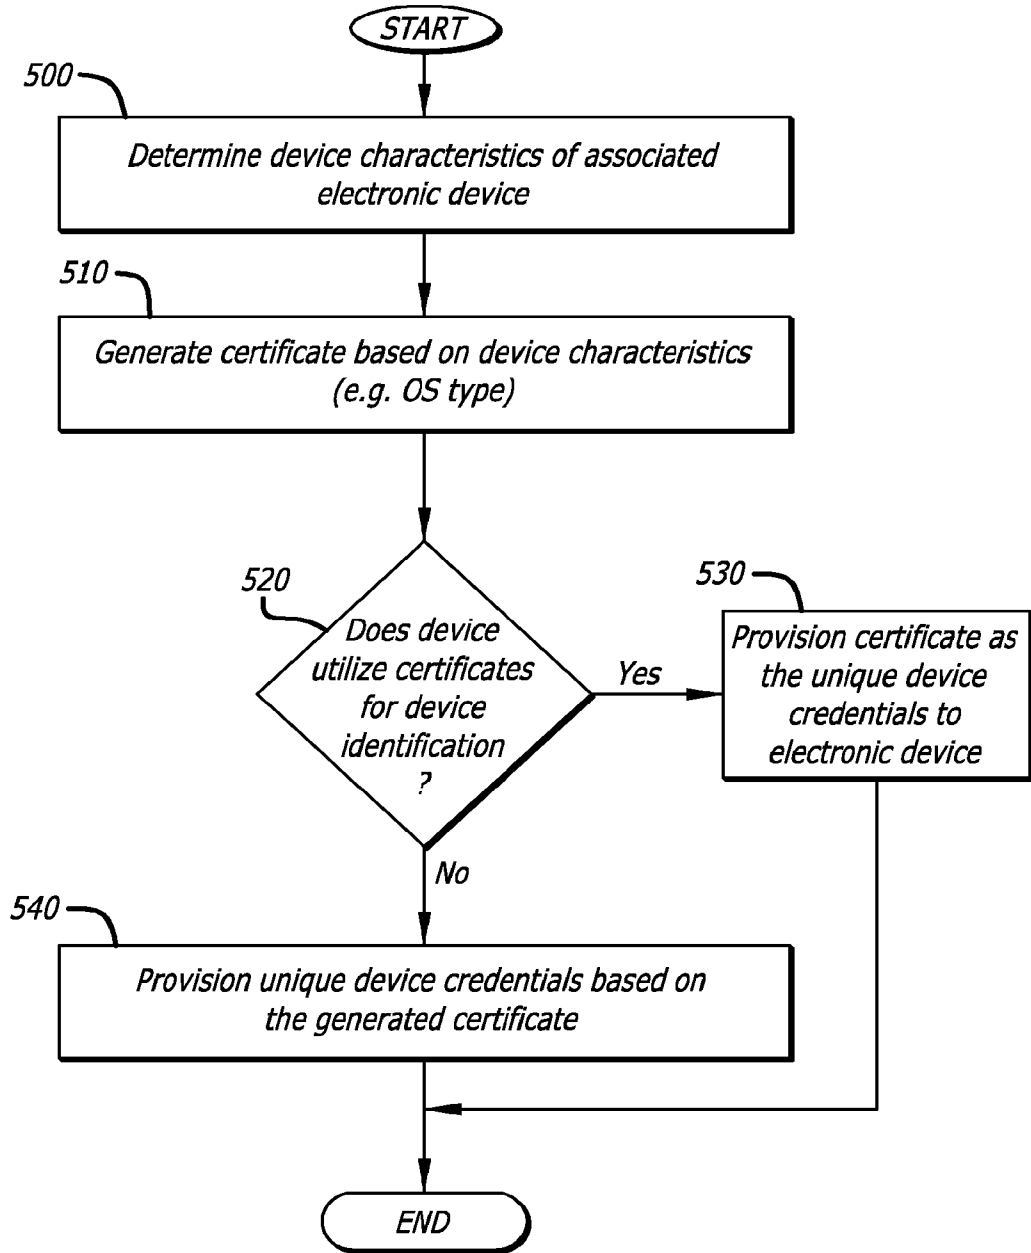 START
500
Determine device characteristics of associated
electronic device
510
Generate certificate based on device characteristics
(e.g. OS type)
520
Does device
utilize certificates
for device
identification
?
Yes
530
Provision certificate as
the unique device
credentials to
electronic device
No
540
Provision unique device credentials based on
the generated certificate
END